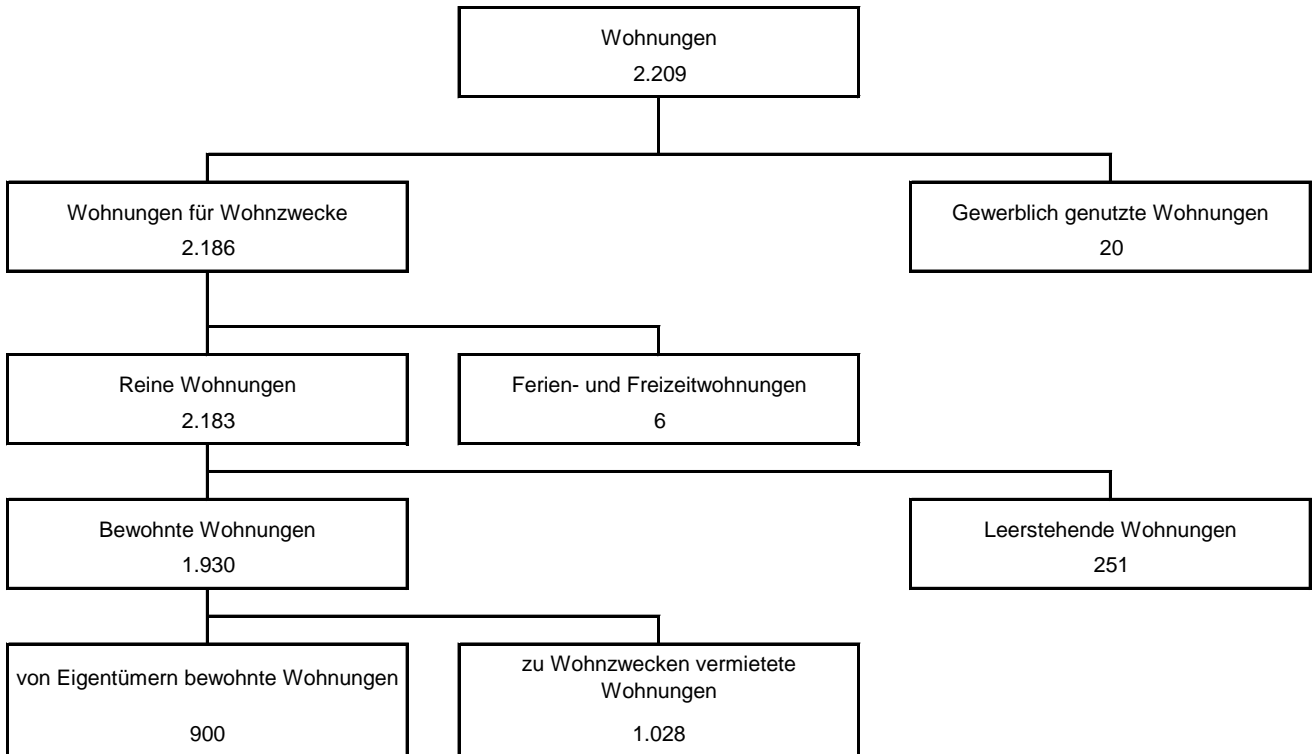 Wohnungen
2.209
Wohnungen für Wohnzwecke
2.186
Gewerblich genutzte Wohnungen
20
Reine Wohnungen
2.183
Ferien- und Freizeitwohnungen
6
Bewohnte Wohnungen
1.930
Leerstehende Wohnungen
251
von Eigentümern bewohnte Wohnungen
900
zu Wohnzwecken vermietete
Wohnungen
1.028